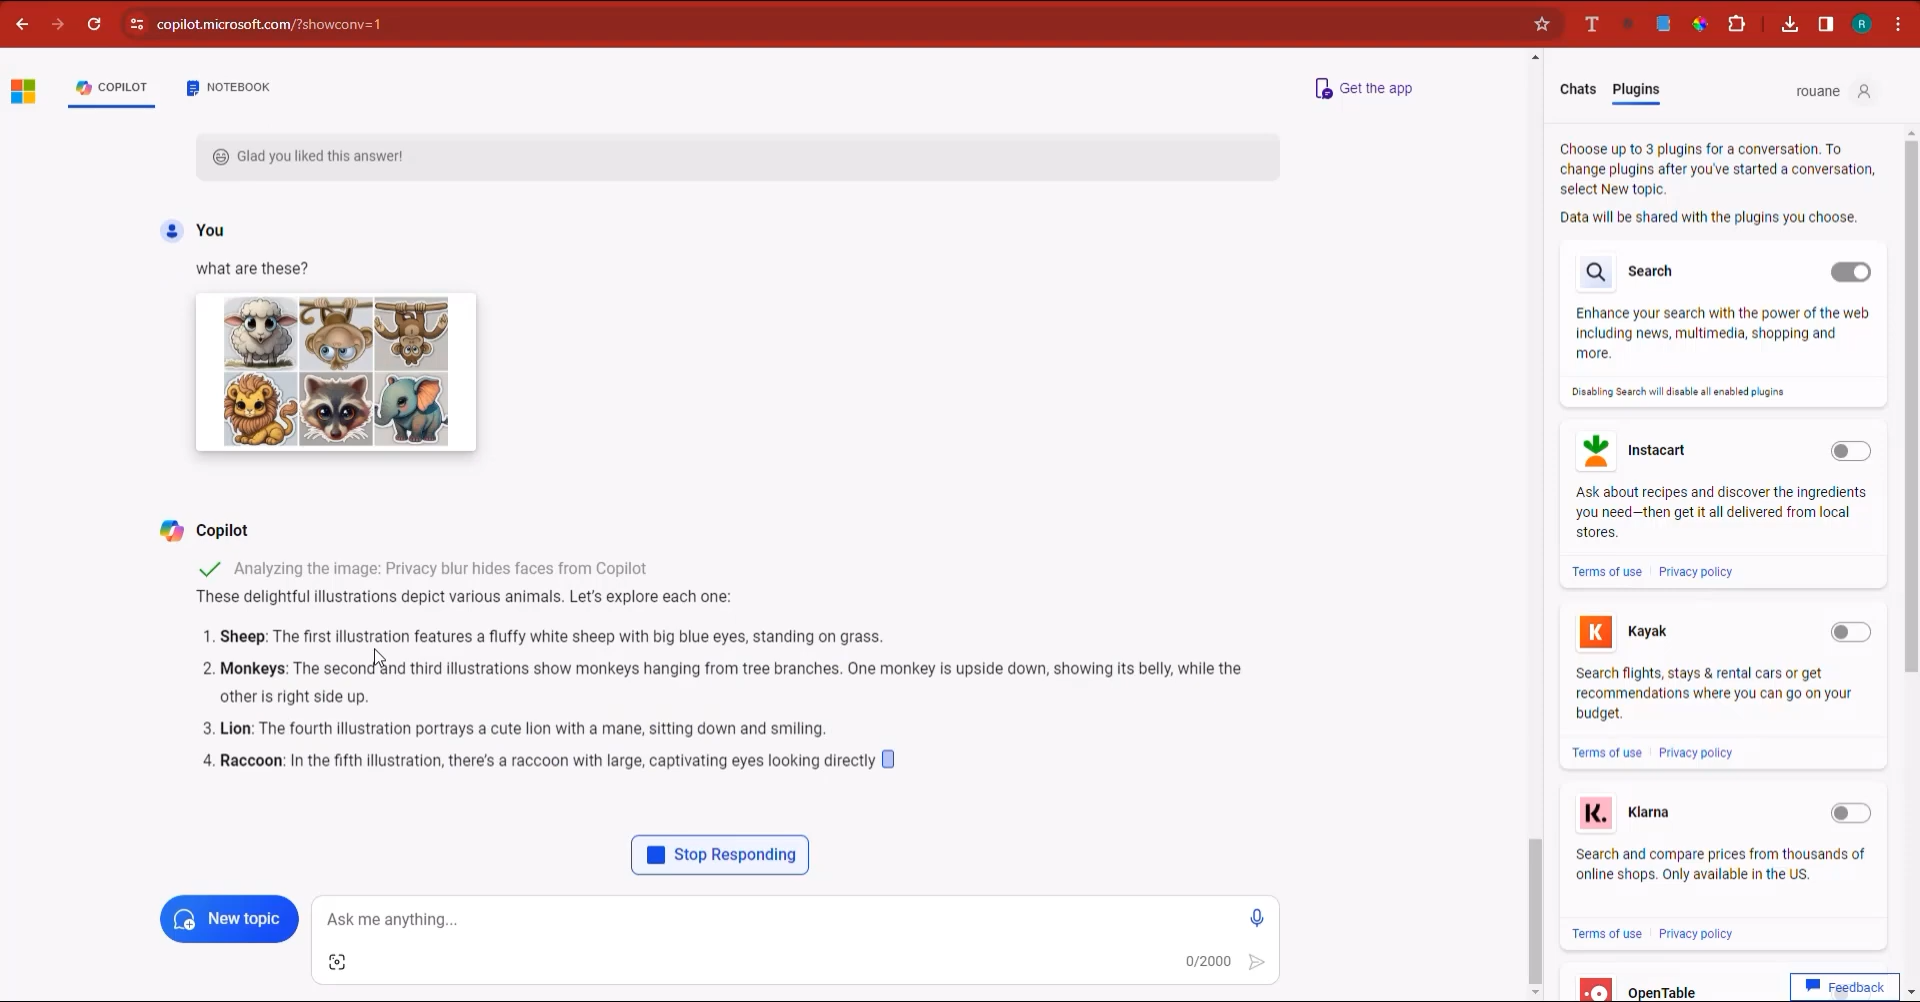 copilot.microsoft.com/?showconv=1
T
R
COPILOT
NOTEBOOK
Get the app
Chats
Plugins
rouane
Glad you liked this answer!
You
what are these?
Copilot
Analyzing the image: Privacy blur hides faces from Copilot
These delightful illustrations depict various animals. Let's explore each one:
1. Sheep: The first illustration features a fluffy white sheep with big blue eyes, standing on grass.
2. Monkeys: The second and third illustrations show monkeys hanging from tree branches. One monkey is upside down, showing its belly, while the
other is right side up.
3. Lion: The fourth illustration portrays a cute lion with a mane, sitting down and smiling.
4. Raccoon: In the fifth illustration, there's a raccoon with large, captivating eyes looking directly
Stop Responding
New topic
Ask me anything...
0/2000
Choose up to 3 plugins for a conversation. To
change plugins after you've started a conversation,
select New topic.
Data will be shared with the plugins you choose.
Search
Enhance your search with the power of the web
including news, multimedia, shopping and
more.
Disabling Search will disable all enabled plugins
Instacart
Ask about recipes and discover the ingredients
you need—then get it all delivered from local
stores.
Terms of use
Privacy policy
K
Kayak
Search flights, stays & rental cars or get
recommendations where you can go on your
budget.
Terms of use
Privacy policy
K.
Klarna
Search and compare prices from thousands of
online shops. Only available in the US.
Terms of use
Privacy policy
OpenTable
Feedback